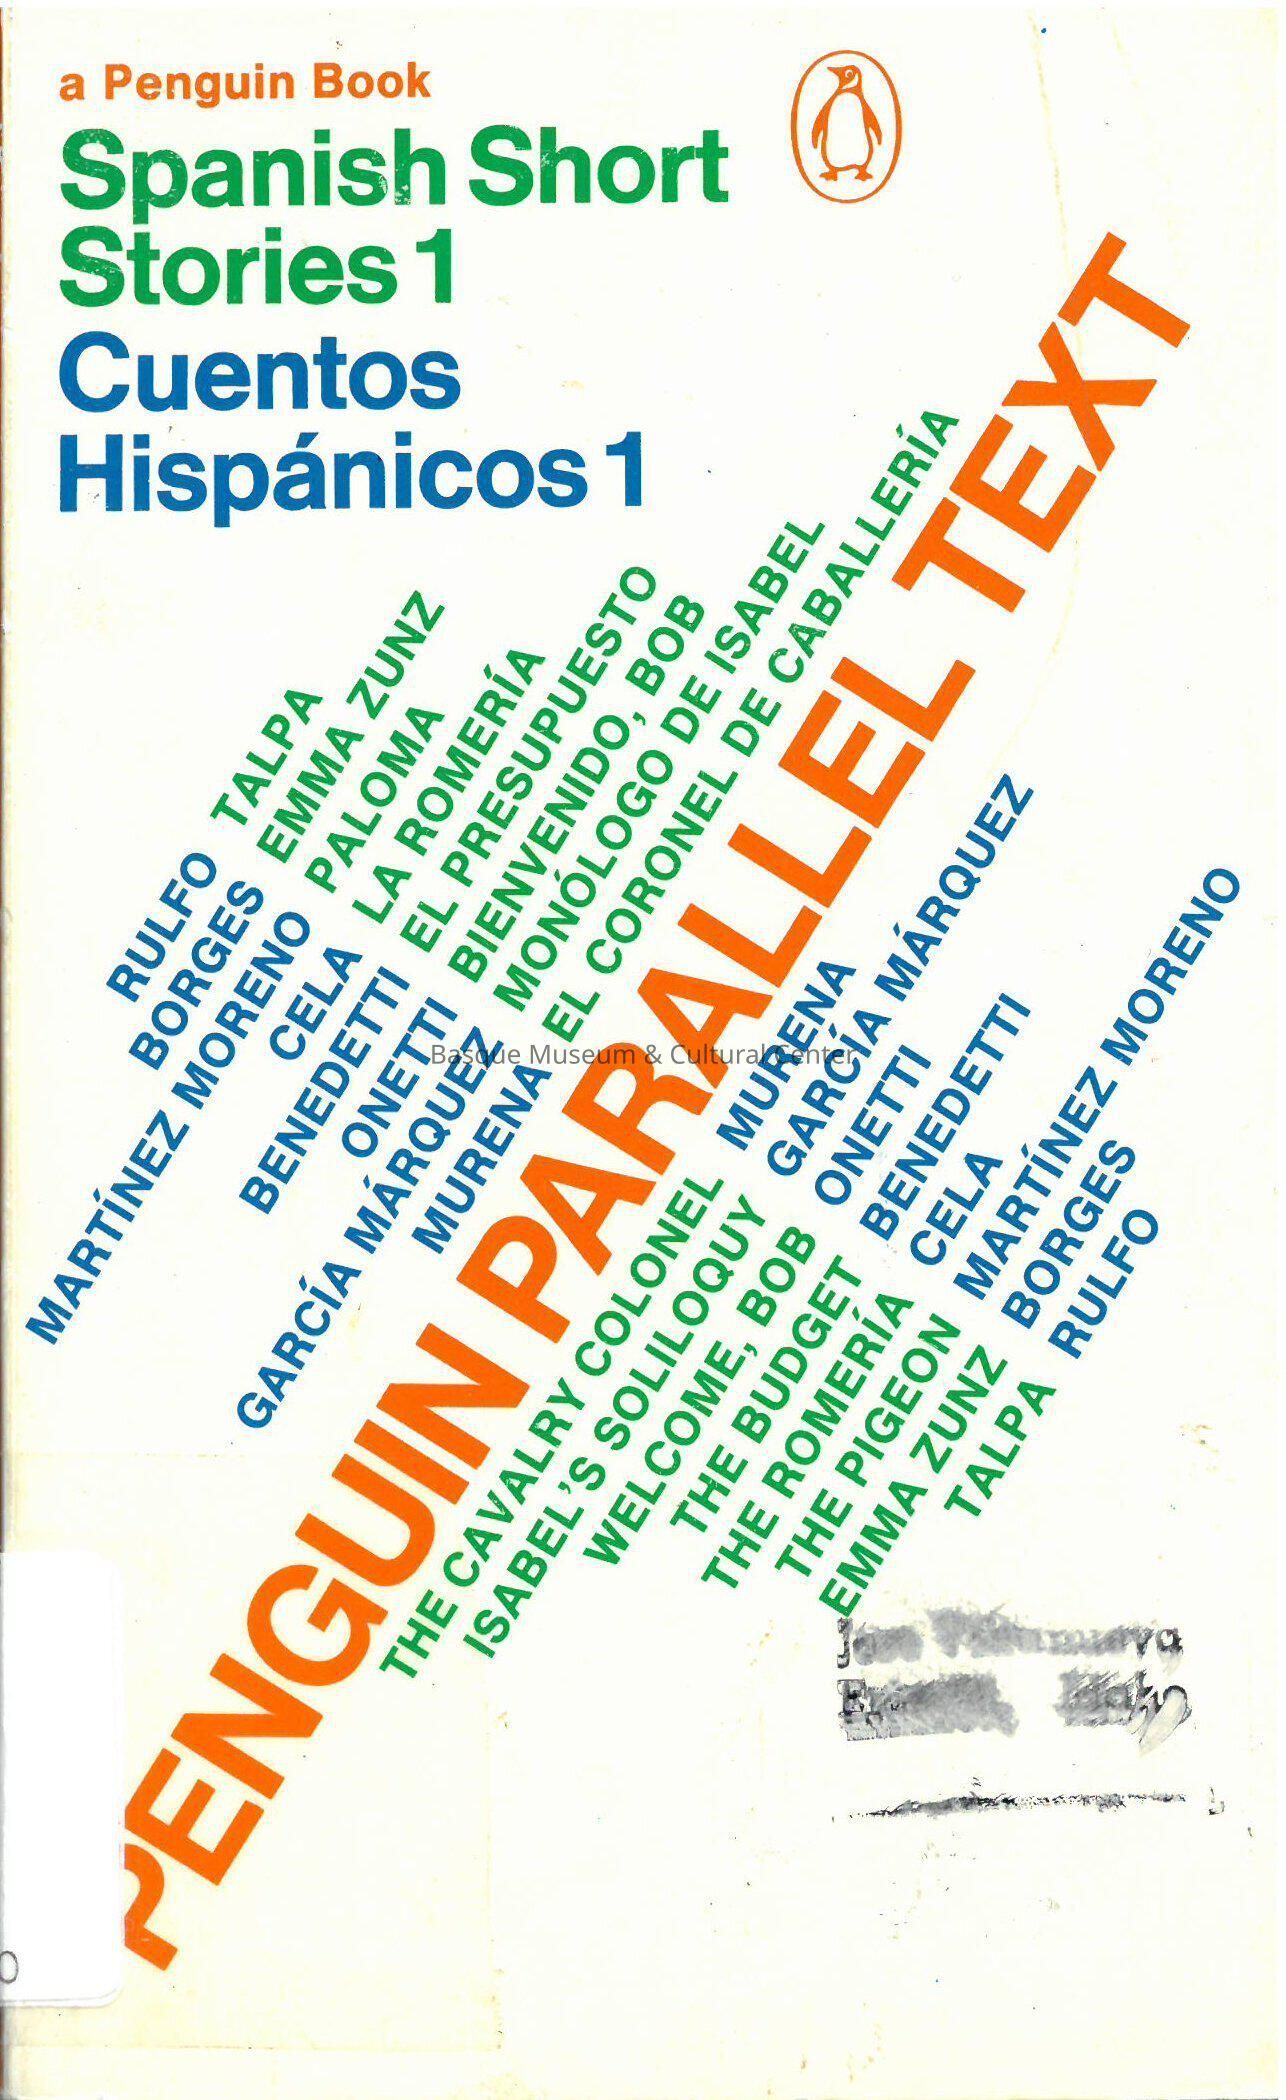 a Penguin Book
Spanish Short
Stories 1
Cuentos
Hispánicos 1
RULFO TALPA
BORGES EMMA ZUNZ
MARTÍNEZ MORENO PALOMA
CELA LA ROMERÍA
BENEDETTI EL PRESUPUESTO
ONETTI BIENVENIDO, BOB
GARCÍA MÁRQUEZ MONÓLOGO DE ISABEL
MURENA EL CORONEL DE CABALLERÍA
PENGUIN PARALLEL TEXT
THE CAVALRY COLONEL MURENA
ISABEL'S SOLILOQUY GARCÍA MÁRQUEZ
WELCOME, BOB ONETTI
THE BUDGET BENEDETTI
THE ROMERÍA CELA
THE PIGEON MARTÍNEZ MORENO
EMMA ZUNZ BORGES
TALPA RULFO
Basque Museum & Cultural Center